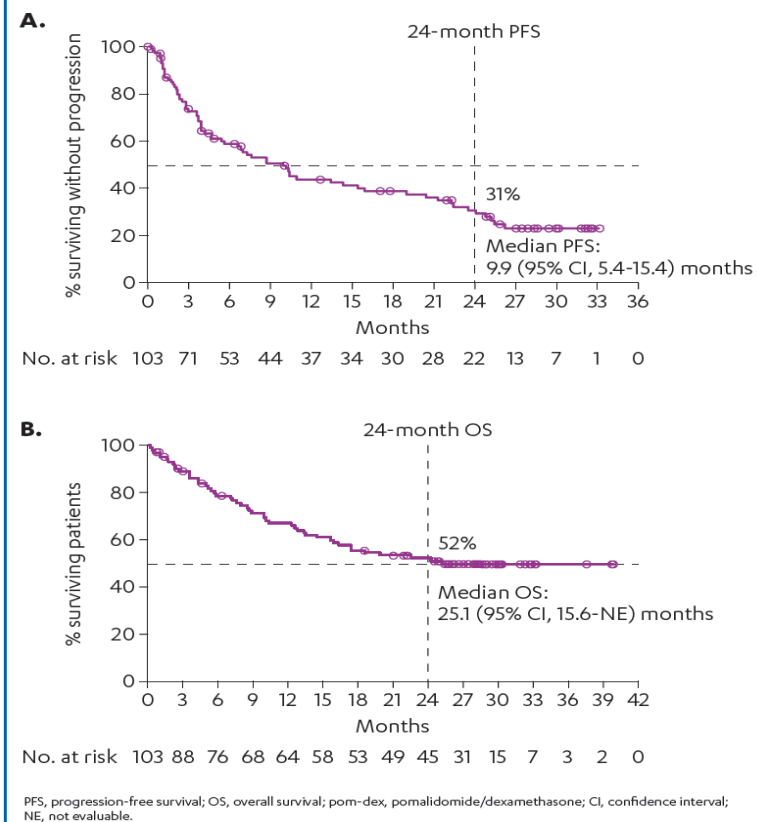 A.
24-month PFS
% surviving without progression
100
80
60
40
20
0
31%
Median PFS:
9.9 (95% CI, 5.4-15.4) months
0 3 6 9 12 15 18 21 24 27 30 33 36
Months
No. at risk 103 71 53 44 37 34 30 28 22 13 7 1 0
B.
24-month OS
% surviving patients
100
80
60
40
20
0
52%
Median OS:
25.1 (95% CI, 15.6-NE) months
0 3 6 9 12 15 18 21 24 27 30 33 36 39 42
Months
No. at risk 103 88 76 68 64 58 53 49 45 31 15 7 3 2 0
PFS, progression-free survival; OS, overall survival; pom-dex, pomalidomide/dexamethasone; CI, confidence interval;
NE, not evaluable.